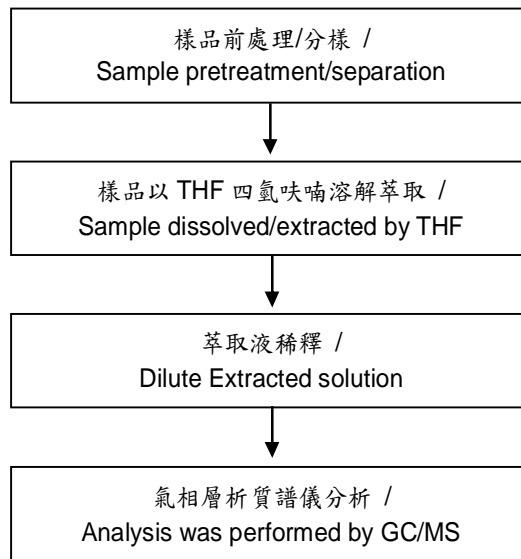 樣品前處理/分樣 /
Sample pretreatment/separation
樣品以 THF 四氫呋喃溶解萃取 /
Sample dissolved/extracted by THF
萃取液稀釋 /
Dilute Extracted solution
氣相層析質譜儀分析 /
Analysis was performed by GC/MS